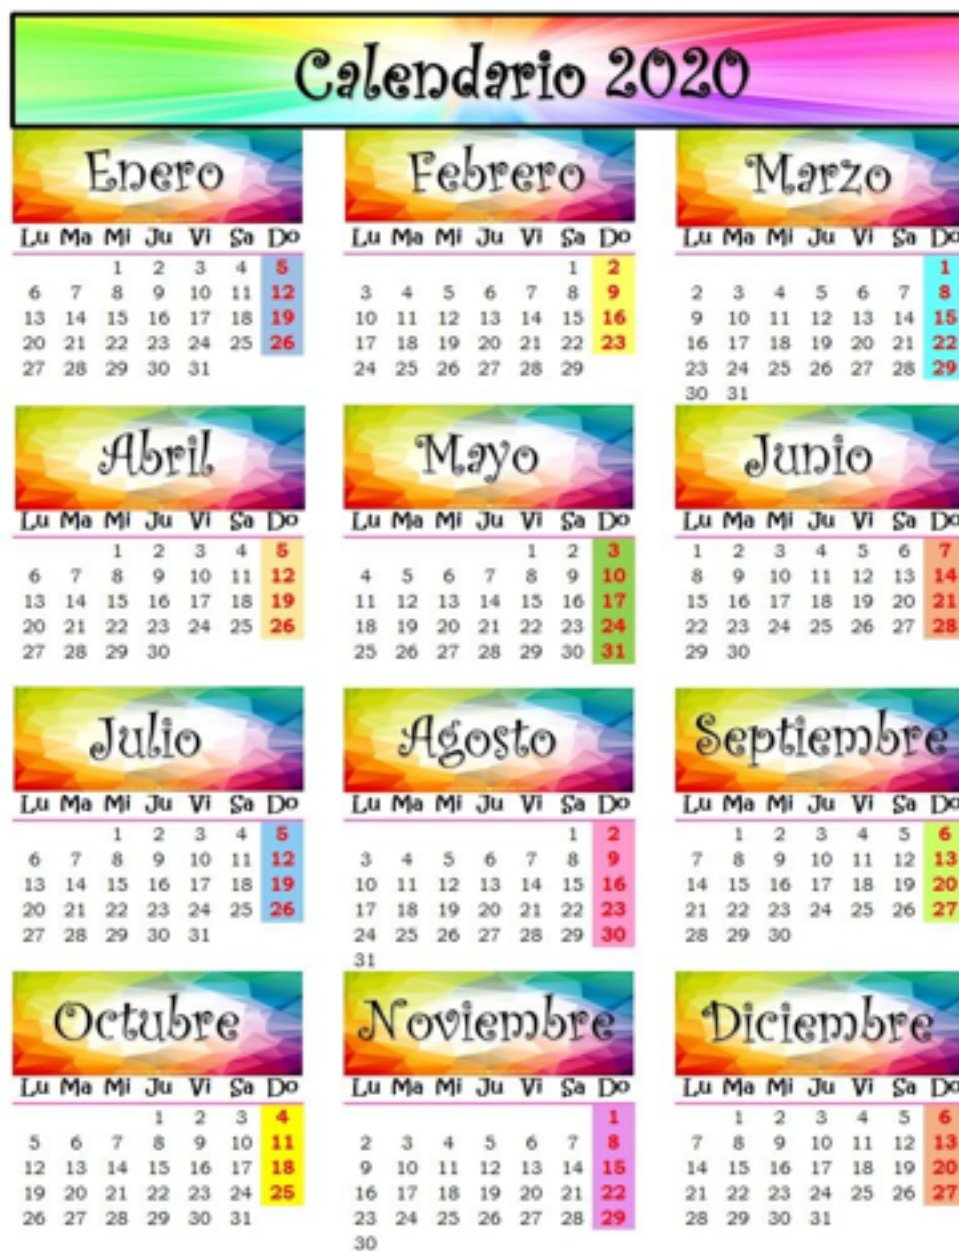 Calendario 2020
Enero Febrero Marzo
Lu Ma Mi Ju Vi Sa Do Lu Ma Mi Ju Vi Sa Do Lu Ma Mi Ju Vi Sa Do
1 2 3 4 5 1 2 1
6 7 8 9 10 11 12 3 4 5 6 7 8 9 2 3 4 5 6 7 8
13 14 15 16 17 18 19 10 11 12 13 14 15 16 9 10 11 12 13 14 15
20 21 22 23 24 25 26 17 18 19 20 21 22 23 16 17 18 19 20 21 22
27 28 29 30 31 24 25 26 27 28 29 23 24 25 26 27 28 29
30 31
Abril Mayo Junio
Lu Ma Mi Ju Vi Sa Do Lu Ma Mi Ju Vi Sa Do Lu Ma Mi Ju Vi Sa Do
1 2 3 4 5 1 2 3 1 2 3 4 5 6 7
6 7 8 9 10 11 12 4 5 6 7 8 9 10 8 9 10 11 12 13 14
13 14 15 16 17 18 19 11 12 13 14 15 16 17 15 16 17 18 19 20 21
20 21 22 23 24 25 26 18 19 20 21 22 23 24 22 23 24 25 26 27 28
27 28 29 30 25 26 27 28 29 30 31 29 30
Julio Agosto Septiembre
Lu Ma Mi Ju Vi Sa Do Lu Ma Mi Ju Vi Sa Do Lu Ma Mi Ju Vi Sa Do
1 2 3 4 5 1 2 1 2 3 4 5 6
6 7 8 9 10 11 12 3 4 5 6 7 8 9 7 8 9 10 11 12 13
13 14 15 16 17 18 19 10 11 12 13 14 15 16 14 15 16 17 18 19 20
20 21 22 23 24 25 26 17 18 19 20 21 22 23 21 22 23 24 25 26 27
27 28 29 30 31 24 25 26 27 28 29 30 28 29 30
31
Octubre Noviembre Diciembre
Lu Ma Mi Ju Vi Sa Do Lu Ma Mi Ju Vi Sa Do Lu Ma Mi Ju Vi Sa Do
1 2 3 4 1 1 2 3 4 5 6
5 6 7 8 9 10 11 2 3 4 5 6 7 8 7 8 9 10 11 12 13
12 13 14 15 16 17 18 9 10 11 12 13 14 15 14 15 16 17 18 19 20
19 20 21 22 23 24 25 16 17 18 19 20 21 22 21 22 23 24 25 26 27
26 27 28 29 30 31 23 24 25 26 27 28 29 28 29 30 31
30